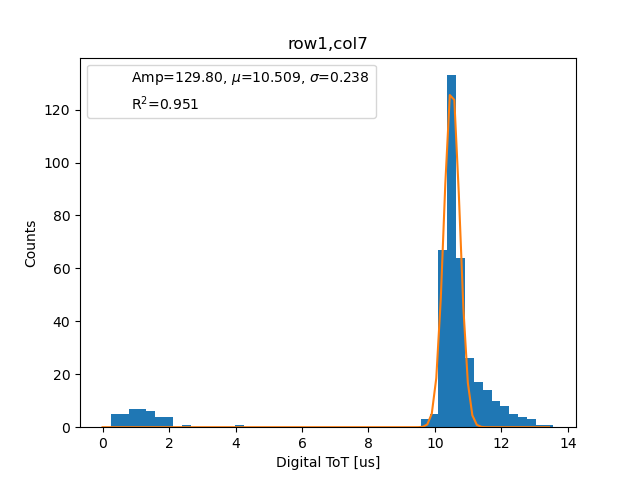 row1,col7
Amp=129.80, μ=10.509, σ=0.238
R²=0.951
Counts
120
100
80
60
40
20
0
0 2 4 6 8 10 12 14
Digital ToT [us]